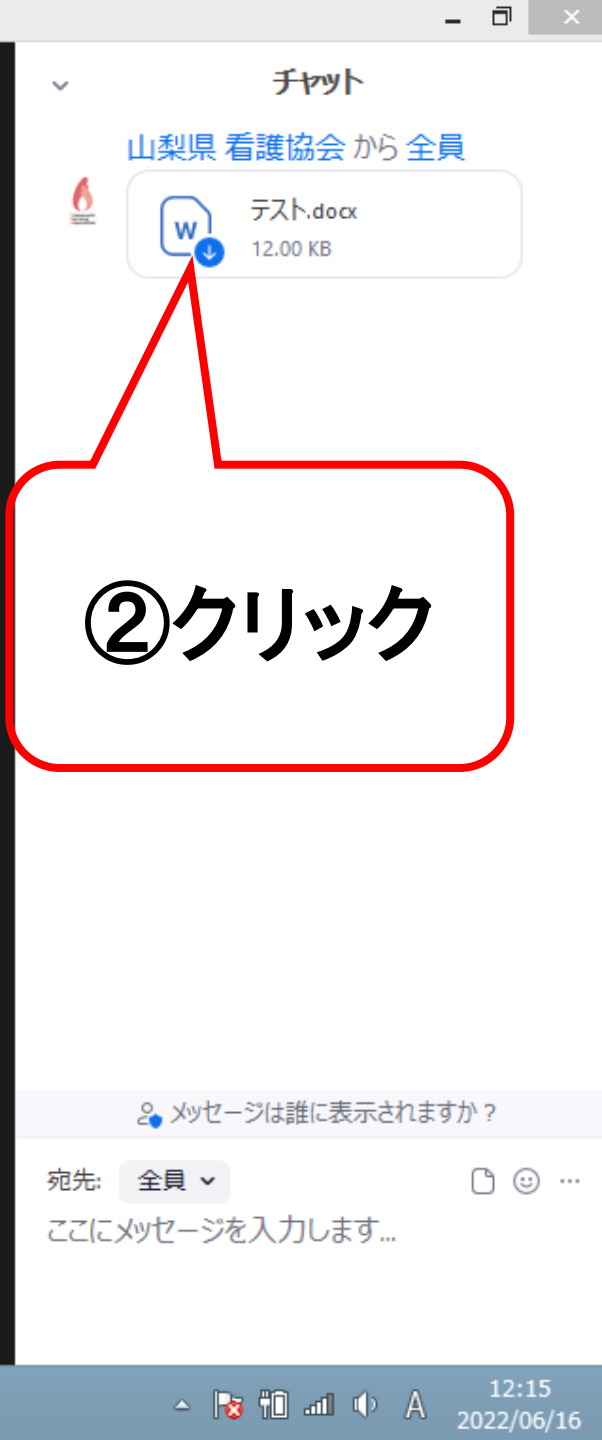 チャット
山梨県 看護協会 から 全員
W
テスト.docx
12.00 KB
②クリック
メッセージは誰に表示されますか？
宛先: 全員
ここにメッセージを入力します...
A
12:15
2022/06/16